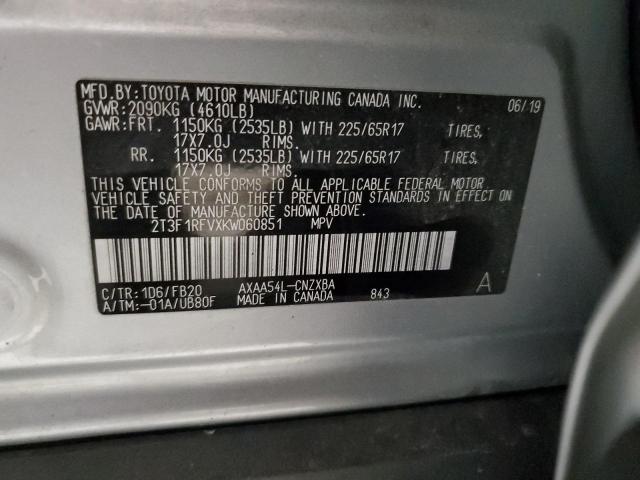 MFD.BY:TOYOTA MOTOR MANUFACTURING CANADA INC. 06/19
GVWR:2090KG (4610LB)
GAWR:FRT. 1150KG (2535LB) WITH 225/65R17 TIRES,
17X7.0J RIMS.
RR. 1150KG (2535LB) WITH 225/65R17 TIRES,
17X7.0J RIMS.
THIS VEHICLE CONFORMS TO ALL APPLICABLE FEDERAL MOTOR
VEHICLE SAFETY AND THEFT PREVENTION STANDARDS IN EFFECT ON
THE DATE OF MANUFACTURE SHOWN ABOVE.
2T3F1RFVXKW060851 MPV
C/TR:1D6/FB20 AXAA54L-CNZXBA
A/TM:-01A/UB80F MADE IN CANADA 843 A